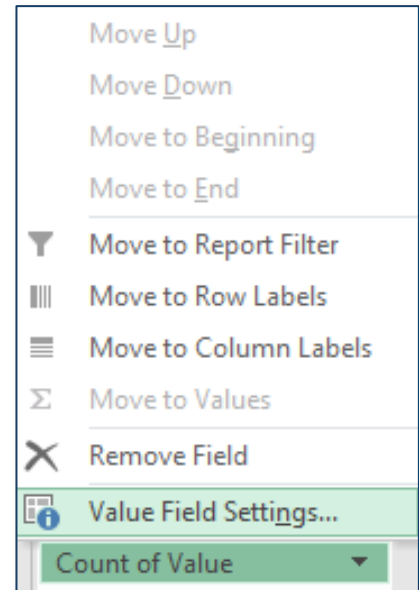 Move Up
Move Down
Move to Beginning
Move to End
Move to Report Filter
Move to Row Labels
Move to Column Labels
Σ Move to Values
Remove Field
Value Field Settings...
Count of Value